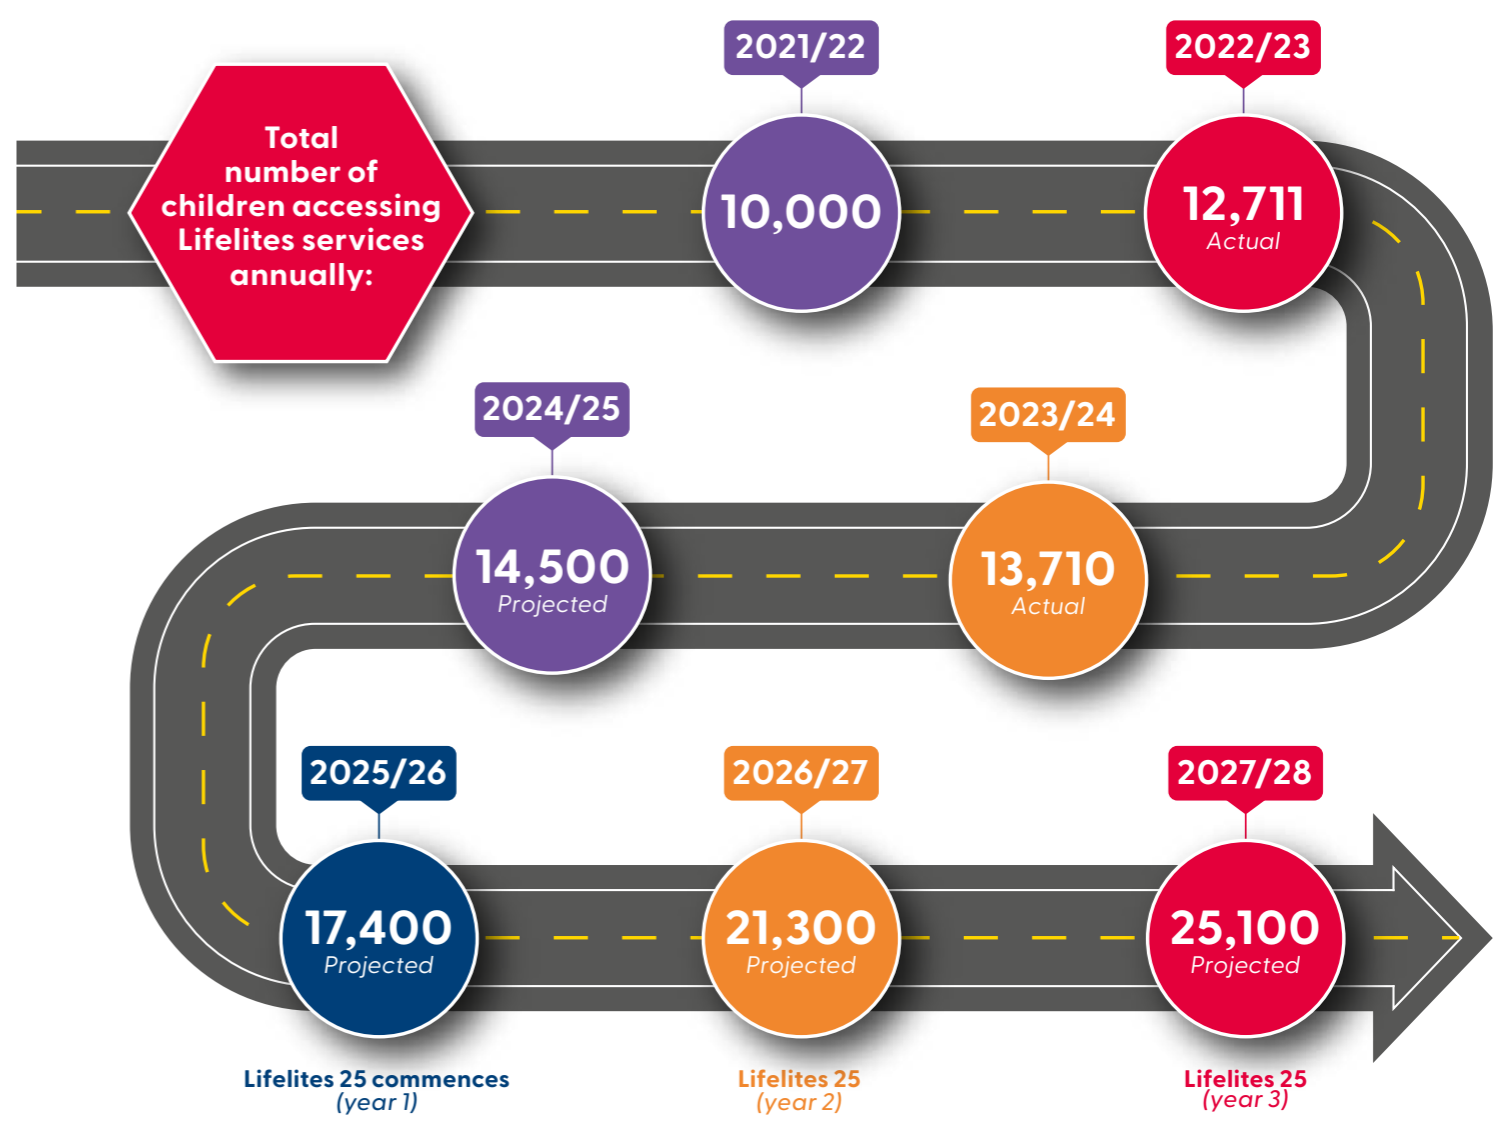 Total
number of
children accessing
Lifelites services
annually:
2021/22
10,000
2022/23
12,711
Actual
2023/24
13,710
Actual
2024/25
14,500
Projected
2025/26
17,400
Projected
Lifelites 25 commences
(year 1)
2026/27
21,300
Projected
Lifelites 25
(year 2)
2027/28
25,100
Projected
Lifelites 25
(year 3)